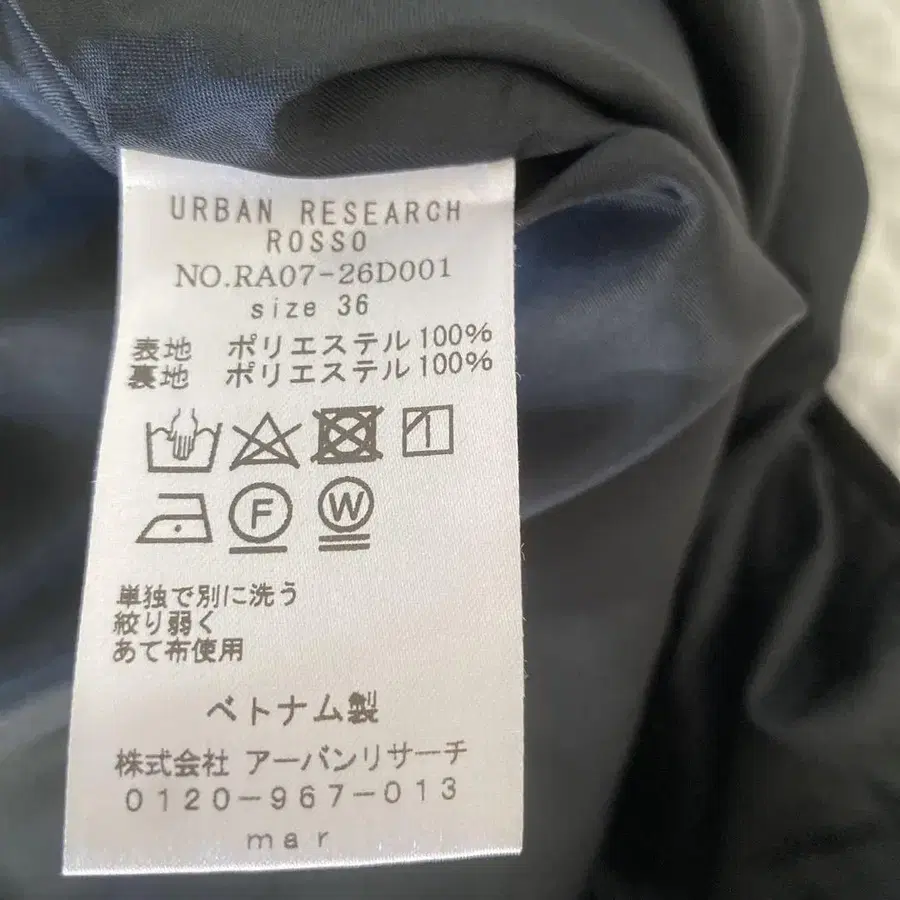 URBAN RESEARCH
ROSSO
NO.RA07-26D001
size 36
表地 ポリエステル100%
裏地 ポリエステル100%
F W
単独で別に洗う
絞り弱く
あて布使用
ベトナム製
株式会社 アーバンリサーチ
0120-967-013
mar